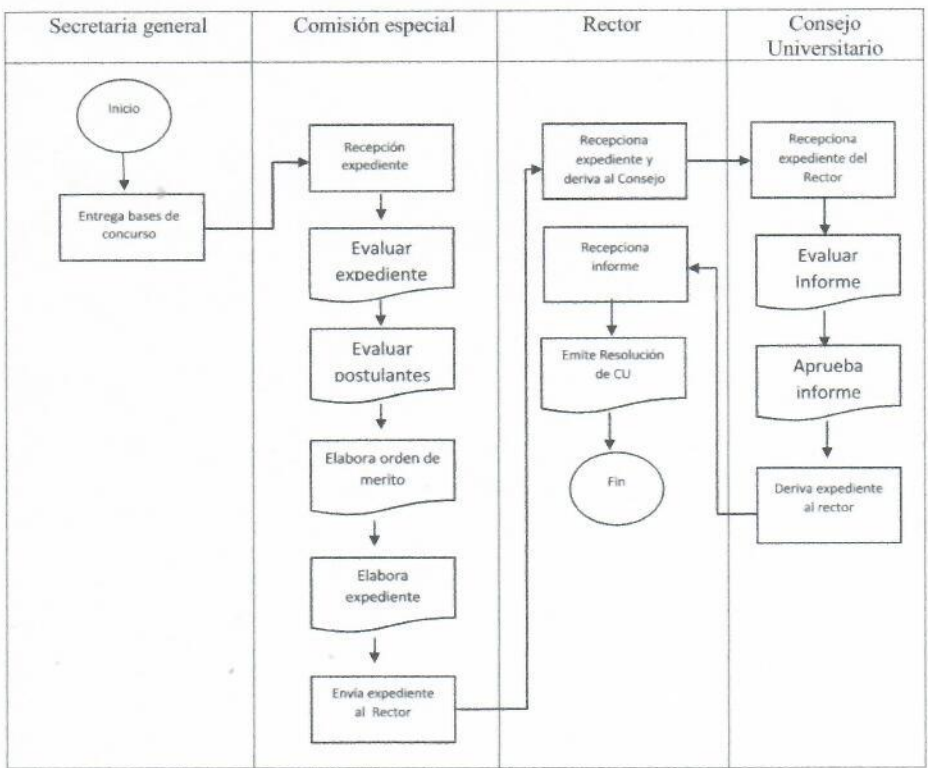 Secretaria general
Comisión especial
Rector
Consejo
Universitario
Inicio
Entrega bases de
concurso
Recepción
expediente
Evaluar
expediente
Evaluar
postulantes
Elabora orden de
merito
Elabora
expediente
Envía expediente
al Rector
Recepciona
expediente y
deriva al Consejo
Recepciona
informe
Emite Resolución
de CU
Fin
Recepciona
expediente del
Rector
Evaluar
Informe
Aprueba
informe
Deriva expediente
al rector